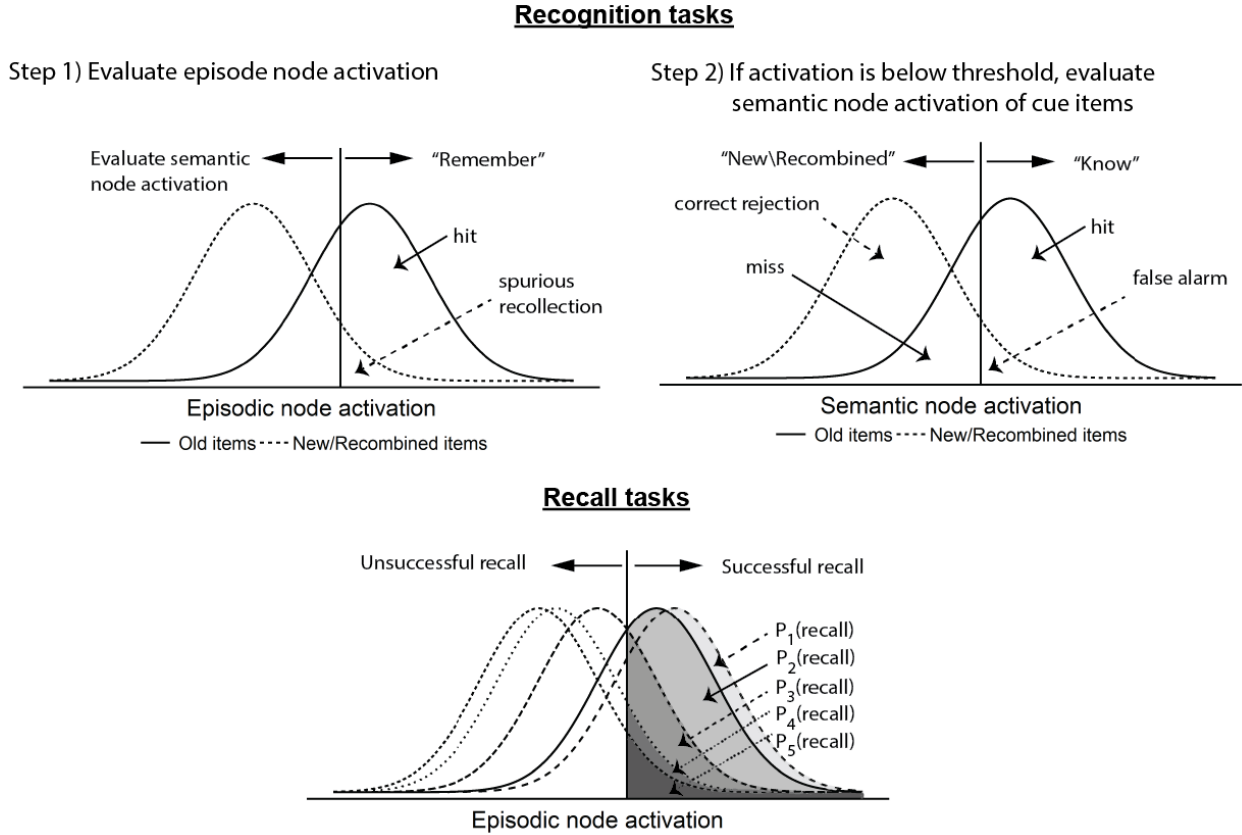 Recognition tasks
Step 1) Evaluate episode node activation
Evaluate semantic
node activation
"Remember"
hit
spurious
recollection
Episodic node activation
Old items
New/Recombined items
Step 2) If activation is below threshold, evaluate
semantic node activation of cue items
"New\Recombined"
"Know"
correct rejection
hit
miss
false alarm
Semantic node activation
Old items
New/Recombined items
Recall tasks
Unsuccessful recall
Successful recall
P1(recall)
P2(recall)
P3(recall)
P4(recall)
P5(recall)
Episodic node activation